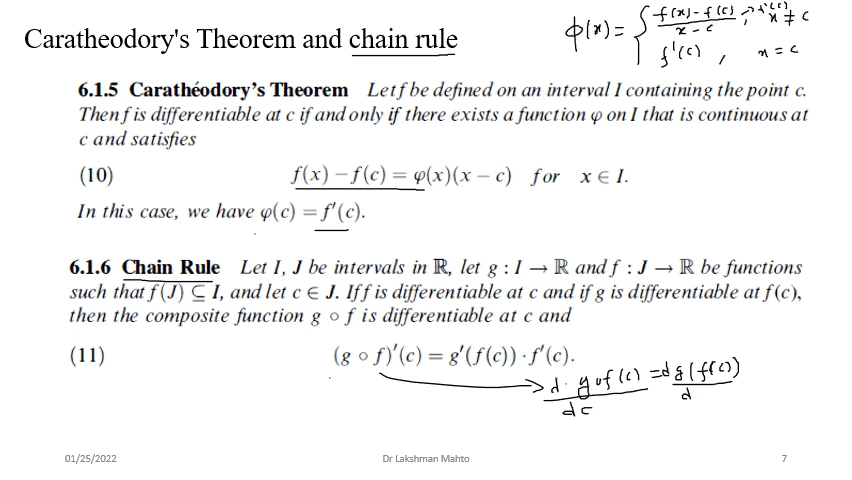 Caratheodory's Theorem and chain rule
φ(x) = { f(x) - f(c) / x - c , x ≠ c
f'(c) , x = c
6.1.5 Carathéodory's Theorem Let f be defined on an interval I containing the point c.
Then f is differentiable at c if and only if there exists a function φ on I that is continuous at
c and satisfies
(10) f(x) − f(c) = φ(x)(x − c) for x ∈ I.
In this case, we have φ(c) = f′(c).
6.1.6 Chain Rule Let I, J be intervals in ℝ, let g : I → ℝ and f : J → ℝ be functions
such that f(J) ⊆ I, and let c ∈ J. If f is differentiable at c and if g is differentiable at f(c),
then the composite function g ∘ f is differentiable at c and
(11) (g ∘ f)′(c) = g′(f(c)) · f′(c).
d · g o f (c) / dc = d g (f(c)) / d
01/25/2022 Dr Lakshman Mahto 7